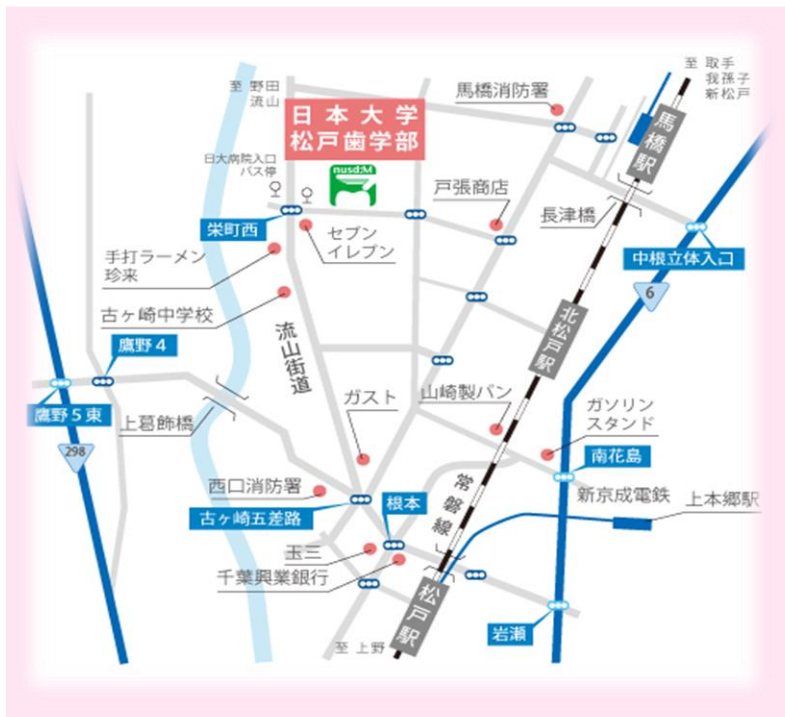 至 野田
流山
至 取手
我孫子
新松戸
馬橋消防署
日本大学
松戸歯学部
馬橋駅
日大病院入口
バス停
nusd:M
戸張商店
長津橋
栄町西
セブン
イレブン
中根立体入口
手打ラーメン
珍来
6
古ヶ崎中学校
北松戸駅
流山街道
鷹野4
ガスト
山崎製パン
ガソリン
スタンド
鷹野5東
上葛飾橋
298
南花島
常磐線
西口消防署
新京成電鉄
上本郷駅
古ヶ崎五差路
根本
玉三
千葉興業銀行
松戸駅
岩瀬
至 上野